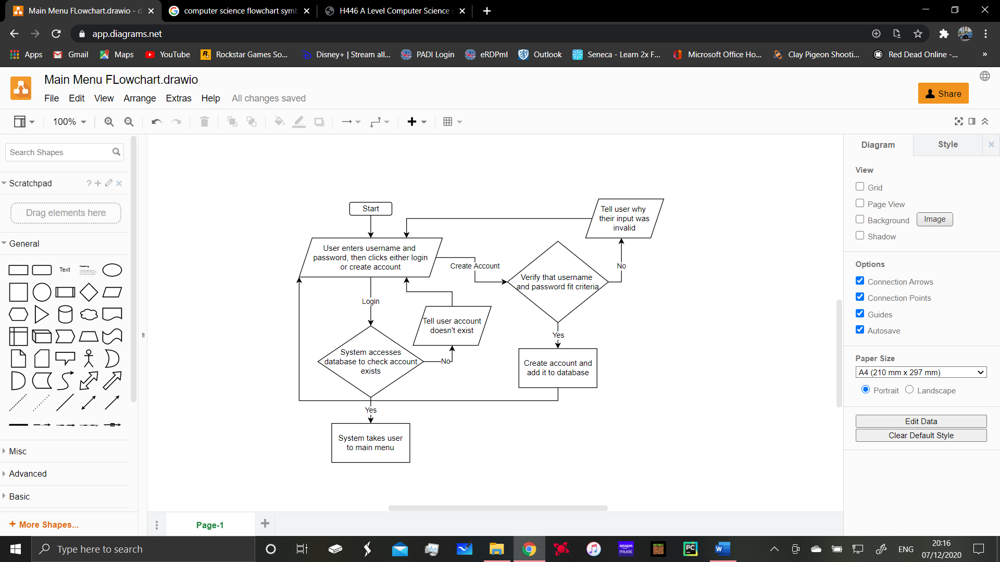 Main Menu FLowchart.drawio - d
computer science flowchart symb
H446 A Level Computer Science s
app.diagrams.net
Apps
Gmail
Maps
YouTube
Rockstar Games So...
Disney+ | Stream all...
PADI Login
eRDPml
Outlook
Seneca - Learn 2x F...
Microsoft Office Ho...
Clay Pigeon Shooti...
Red Dead Online -...
»
Main Menu FLowchart.drawio
File Edit View Arrange Extras Help All changes saved
Share
100%
Search Shapes
Scratchpad
?
Drag elements here
General
Text
Heading
Misc
Advanced
Basic
+ More Shapes...
Start
User enters username and
password, then clicks either login
or create account
Create Account
Login
Tell user why
their input was
invalid
No
Verify that username
and password fit criteria
Yes
Create account and
add it to database
Tell user account
doesn't exist
No
System accesses
database to check account
exists
Yes
System takes user
to main menu
Page-1
Diagram
Style
View
Grid
Page View
Background
Image
Shadow
Options
Connection Arrows
Connection Points
Guides
Autosave
Paper Size
A4 (210 mm x 297 mm)
Portrait
Landscape
Edit Data
Clear Default Style
Type here to search
amazon
music
PC
W
ENG
20:16
07/12/2020